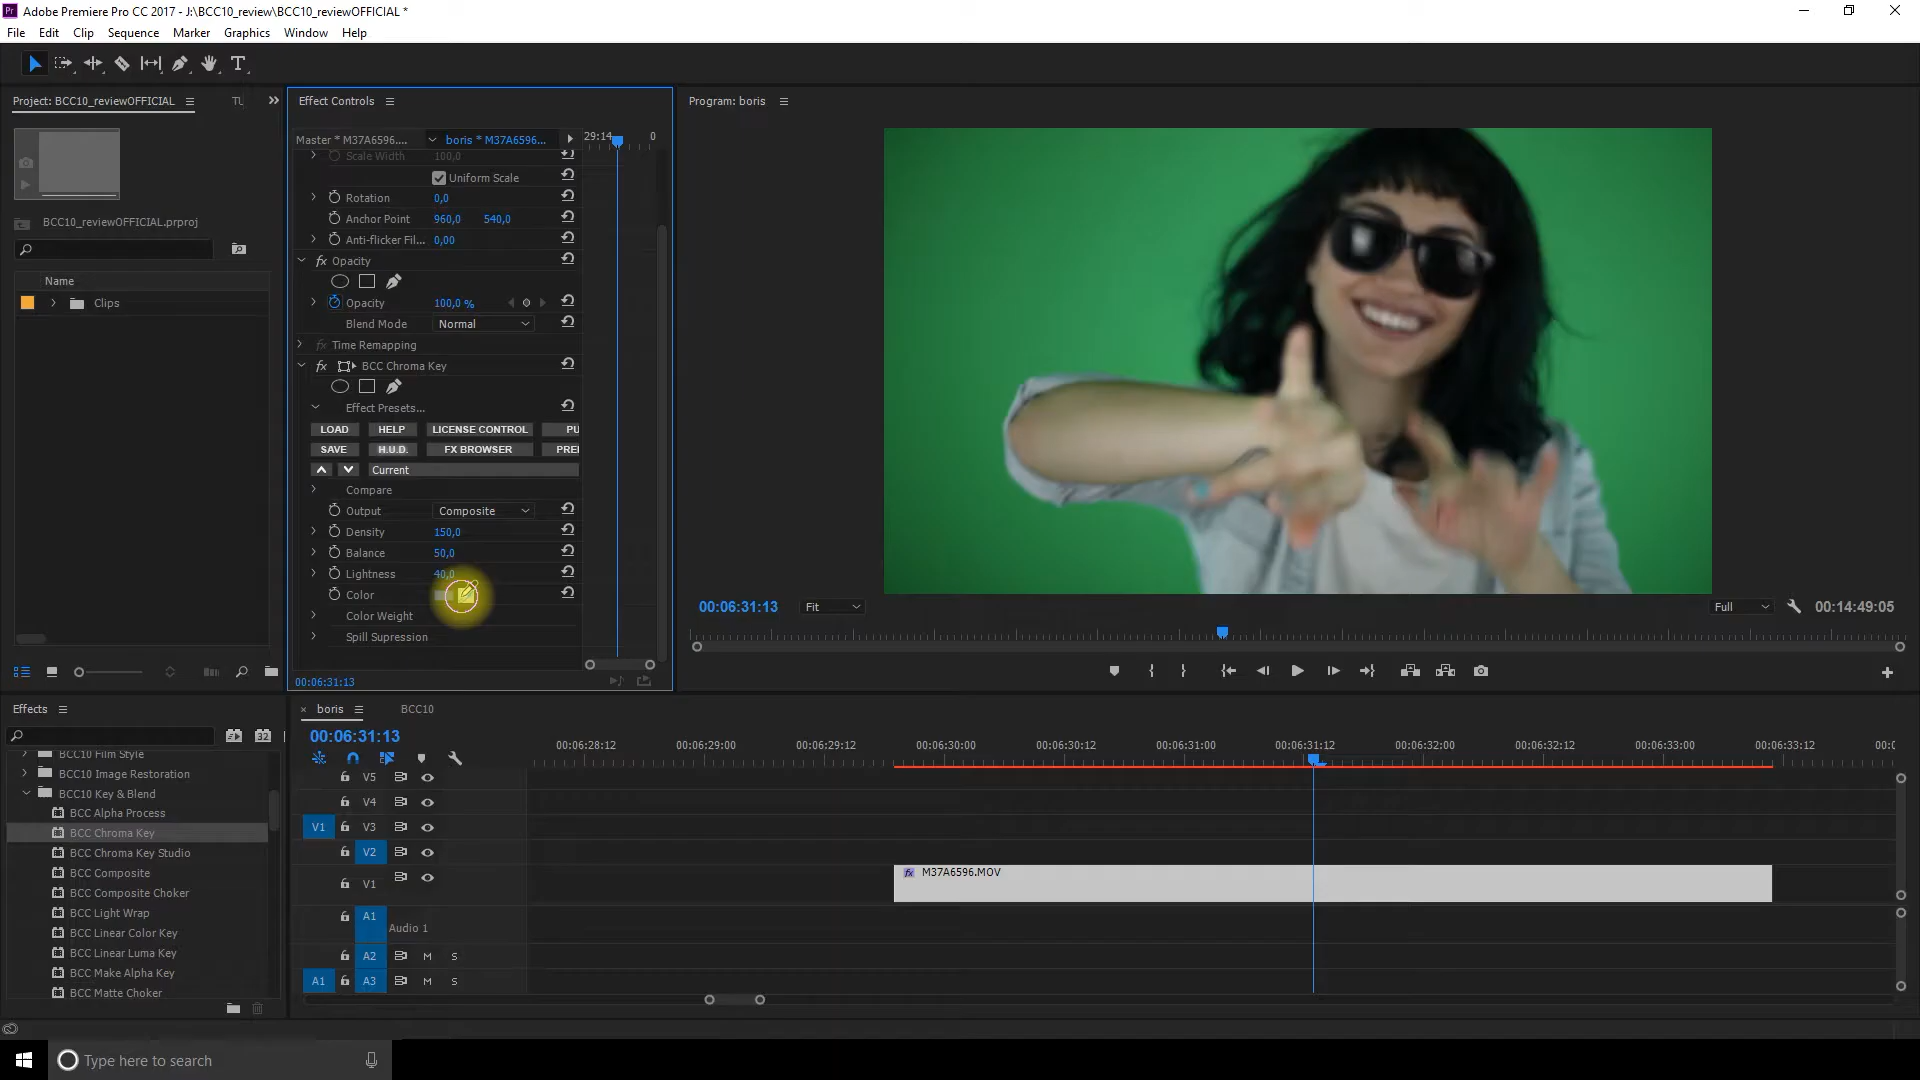 Adobe Premiere Pro CC 2017 - J:\BCC10_review\BCC10_reviewOFFICIAL *
File Edit Clip Sequence Marker Graphics Window Help
Project: BCC10_reviewOFFICIAL
BCC10_reviewOFFICIAL.prproj
Name
Clips
Effect Controls
Master * M37A6596.... boris * M37A6596...
29:14 0
Scale Width 100,0
Uniform Scale
Rotation 0,0
Anchor Point 960,0 540,0
Anti-flicker Fil... 0,00
fx Opacity
Opacity 100,0 %
Blend Mode Normal
fx Time Remapping
fx BCC Chroma Key
Effect Presets...
LOAD HELP LICENSE CONTROL PU
SAVE H.U.D. FX BROWSER PREI
Current
Compare
Output Composite
Density 150,0
Balance 50,0
Lightness 40,0
Color
Color Weight
Spill Supression
00:06:31:13
Program: boris
00:06:31:13 Fit Full 00:14:49:05
Effects
32
BCC10 Film Style
BCC10 Image Restoration
BCC10 Key & Blend
BCC Alpha Process
BCC Chroma Key
BCC Chroma Key Studio
BCC Composite
BCC Composite Choker
BCC Light Wrap
BCC Linear Color Key
BCC Linear Luma Key
BCC Make Alpha Key
BCC Matte Choker
× boris BCC10
00:06:31:13
00:06:28:12 00:06:29:00 00:06:29:12 00:06:30:00 00:06:30:12 00:06:31:00 00:06:31:12 00:06:32:00 00:06:32:12 00:06:33:00 00:06:33:12 00:0
V5
V4
V1 V3
V2
V1
fx M37A6596.MOV
A1
Audio 1
A2 M S
A1 A3 M S
Type here to search